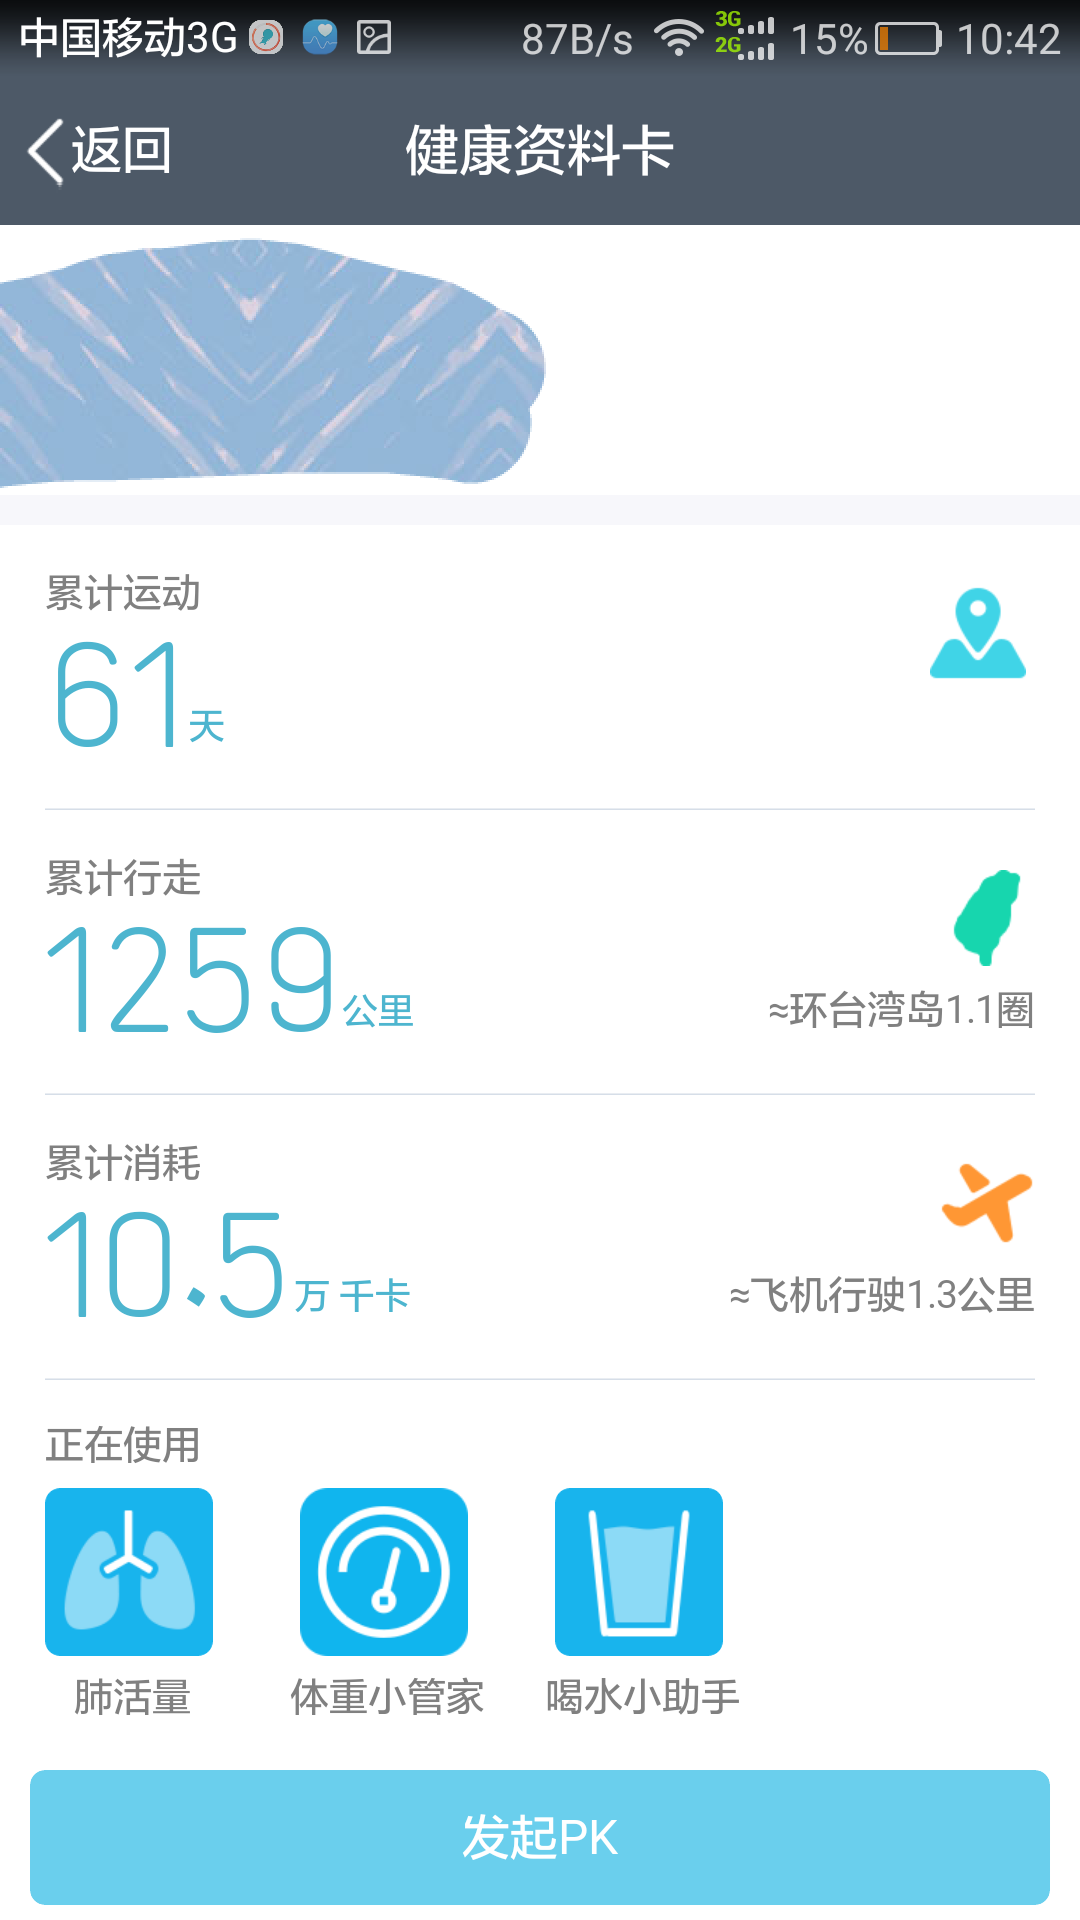 中国移动3G 87B/s 3G 2G 15% 10:42
返回 健康资料卡
累计运动
61天
累计行走
1259公里
≈环台湾岛1.1圈
累计消耗
10.5万 千卡
≈飞机行驶1.3公里
正在使用
肺活量 体重小管家 喝水小助手
发起PK